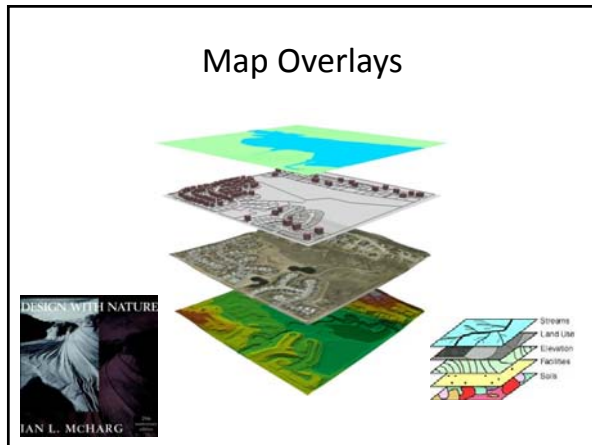 Map Overlays
DESIGN WITH NATURE
IAN L. MCHARG
Streams
Land Use
Elevation
Facilities
Soils